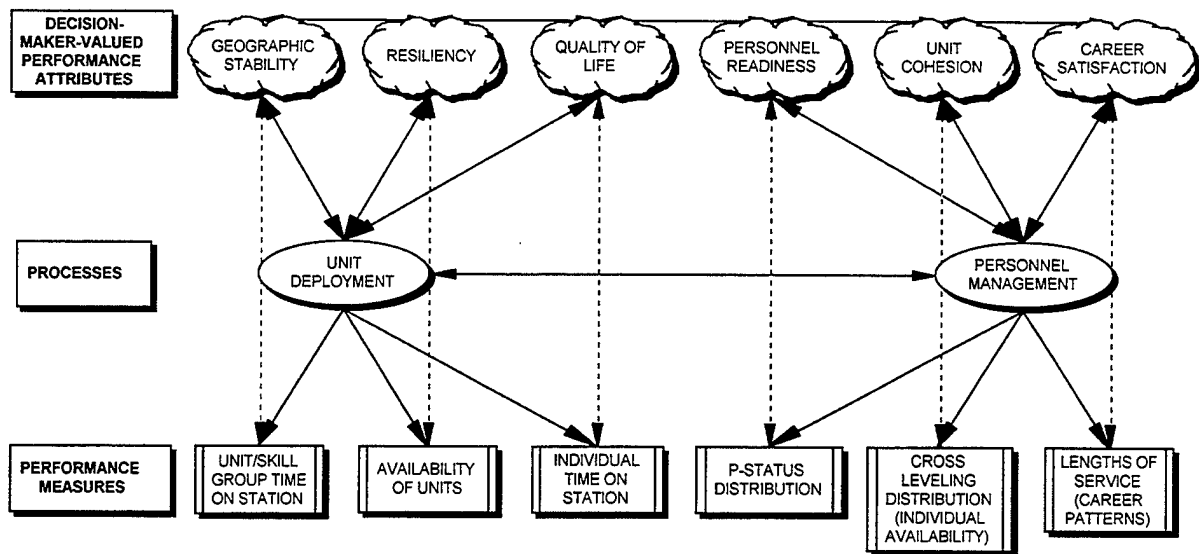 DECISION-
MAKER-VALUED
PERFORMANCE
ATTRIBUTES
GEOGRAPHIC
STABILITY
RESILIENCY
QUALITY OF
LIFE
PERSONNEL
READINESS
UNIT
COHESION
CAREER
SATISFACTION
PROCESSES
UNIT
DEPLOYMENT
PERSONNEL
MANAGEMENT
PERFORMANCE
MEASURES
UNIT/SKILL
GROUP TIME
ON STATION
AVAILABILITY
OF UNITS
INDIVIDUAL
TIME ON
STATION
P-STATUS
DISTRIBUTION
CROSS
LEVELING
DISTRIBUTION
(INDIVIDUAL
AVAILABILITY)
LENGTHS OF
SERVICE
(CAREER
PATTERNS)